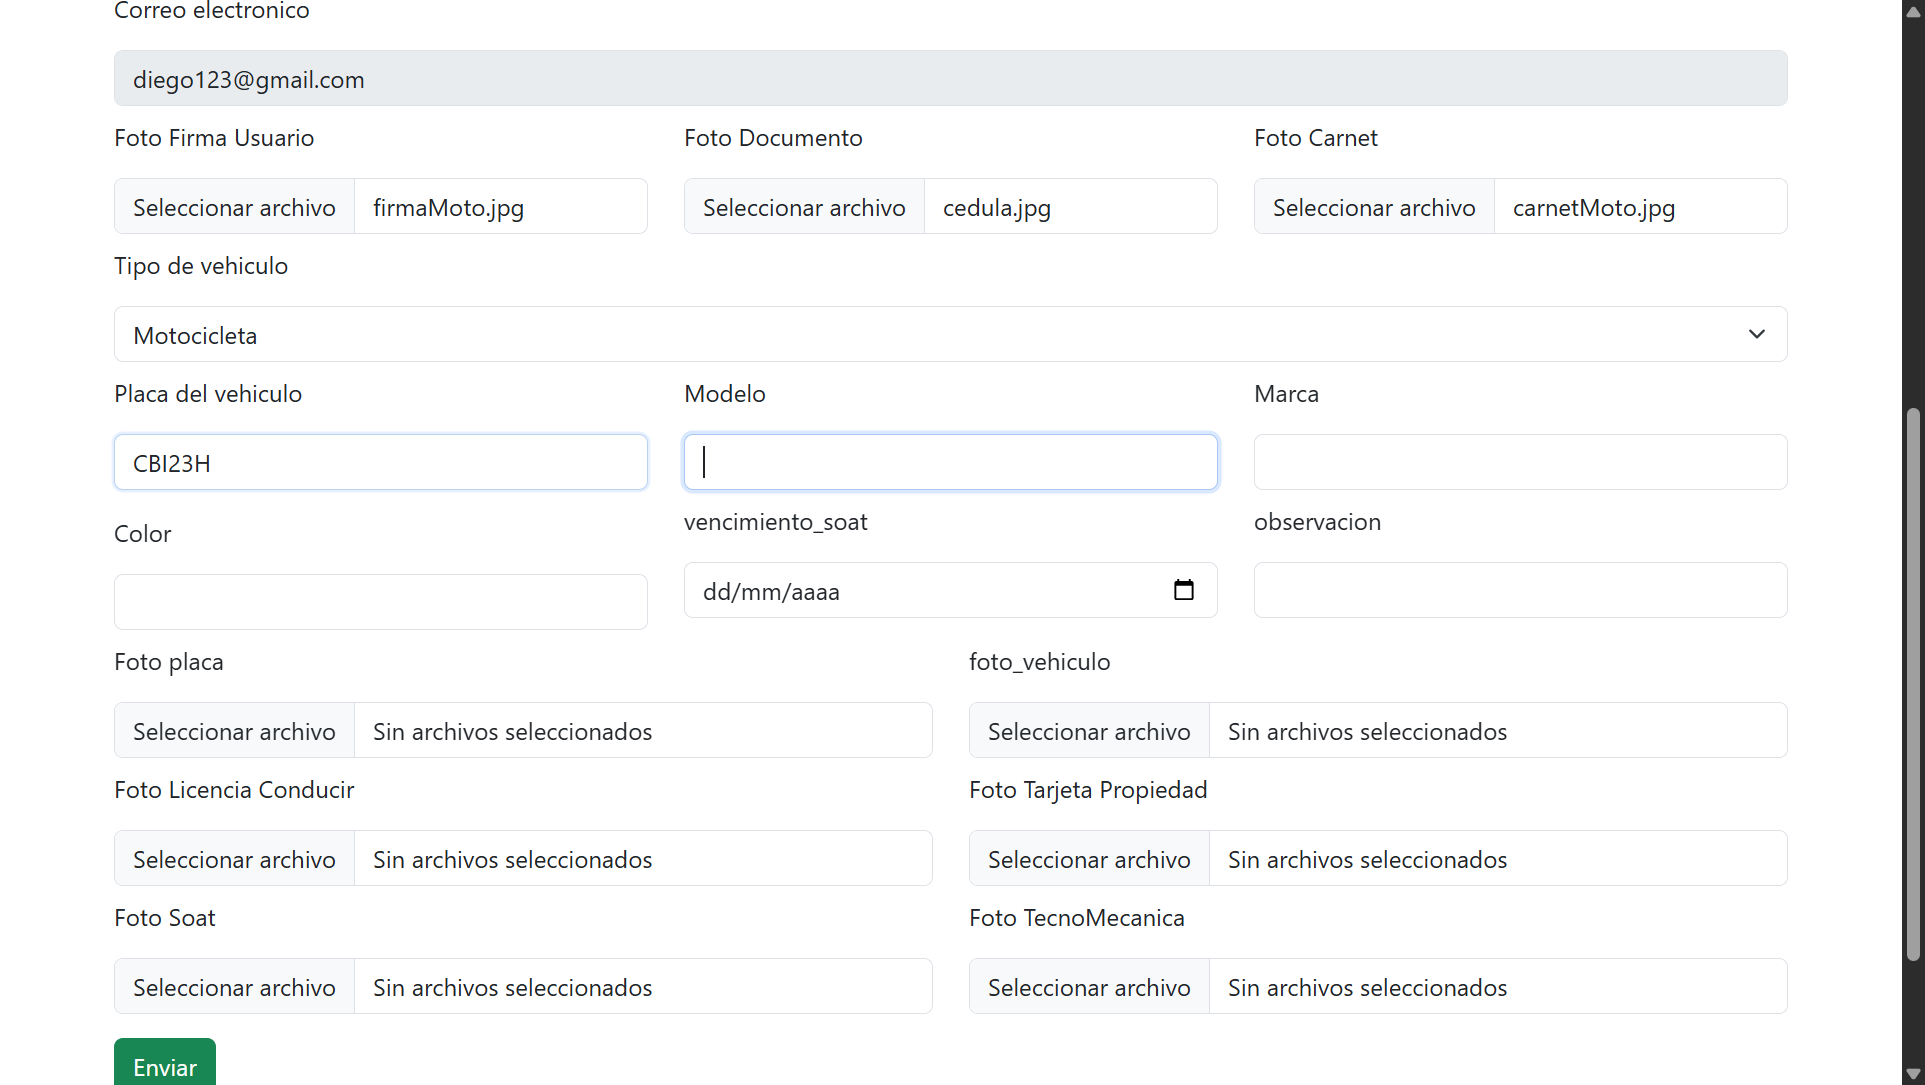 Correo electronico
diego123@gmail.com
Foto Firma Usuario Foto Documento Foto Carnet
Seleccionar archivo firmaMoto.jpg Seleccionar archivo cedula.jpg Seleccionar archivo carnetMoto.jpg
Tipo de vehiculo
Motocicleta
Placa del vehiculo Modelo Marca
CBI23H
Color vencimiento_soat observacion
dd/mm/aaaa
Foto placa foto_vehiculo
Seleccionar archivo Sin archivos seleccionados Seleccionar archivo Sin archivos seleccionados
Foto Licencia Conducir Foto Tarjeta Propiedad
Seleccionar archivo Sin archivos seleccionados Seleccionar archivo Sin archivos seleccionados
Foto Soat Foto TecnoMecanica
Seleccionar archivo Sin archivos seleccionados Seleccionar archivo Sin archivos seleccionados
Enviar